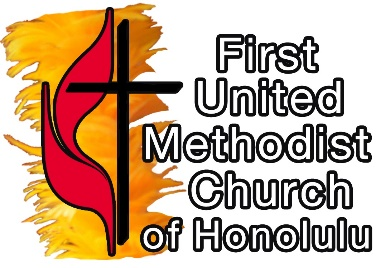 First
United
Methodist
Church
of Honolulu